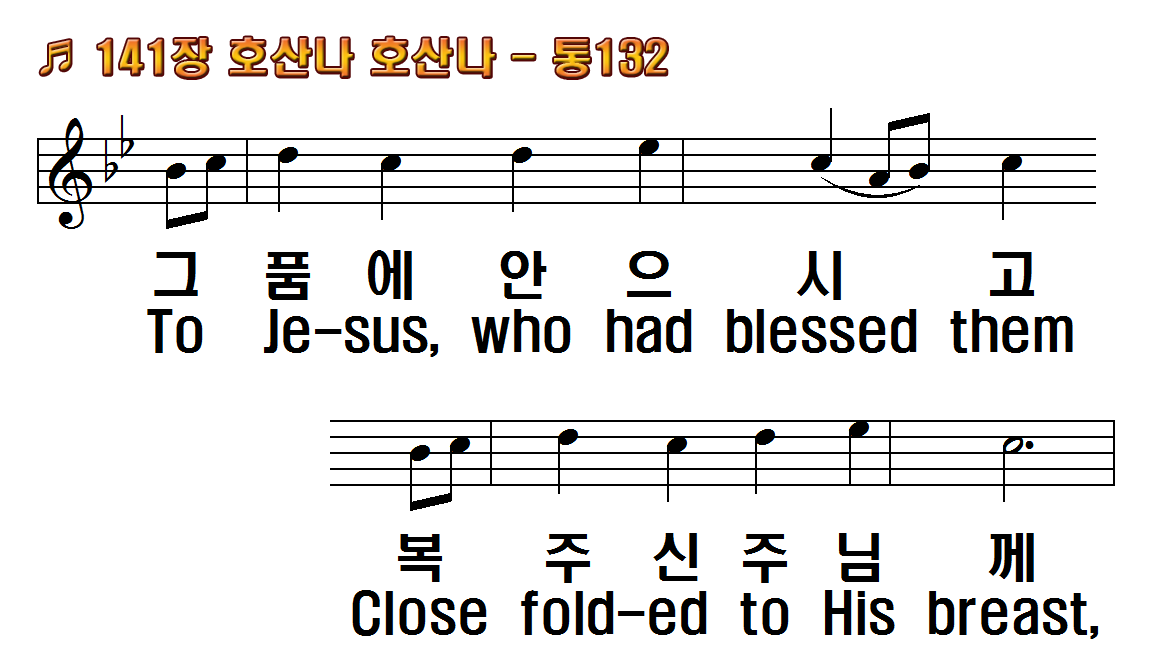 ♬ 141장 호산나 호산나 - 통132
그 품 에 안 으 시 고
To Je-sus, who had blessed them
복 주 신 주 님 께
Close fold-ed to His breast,